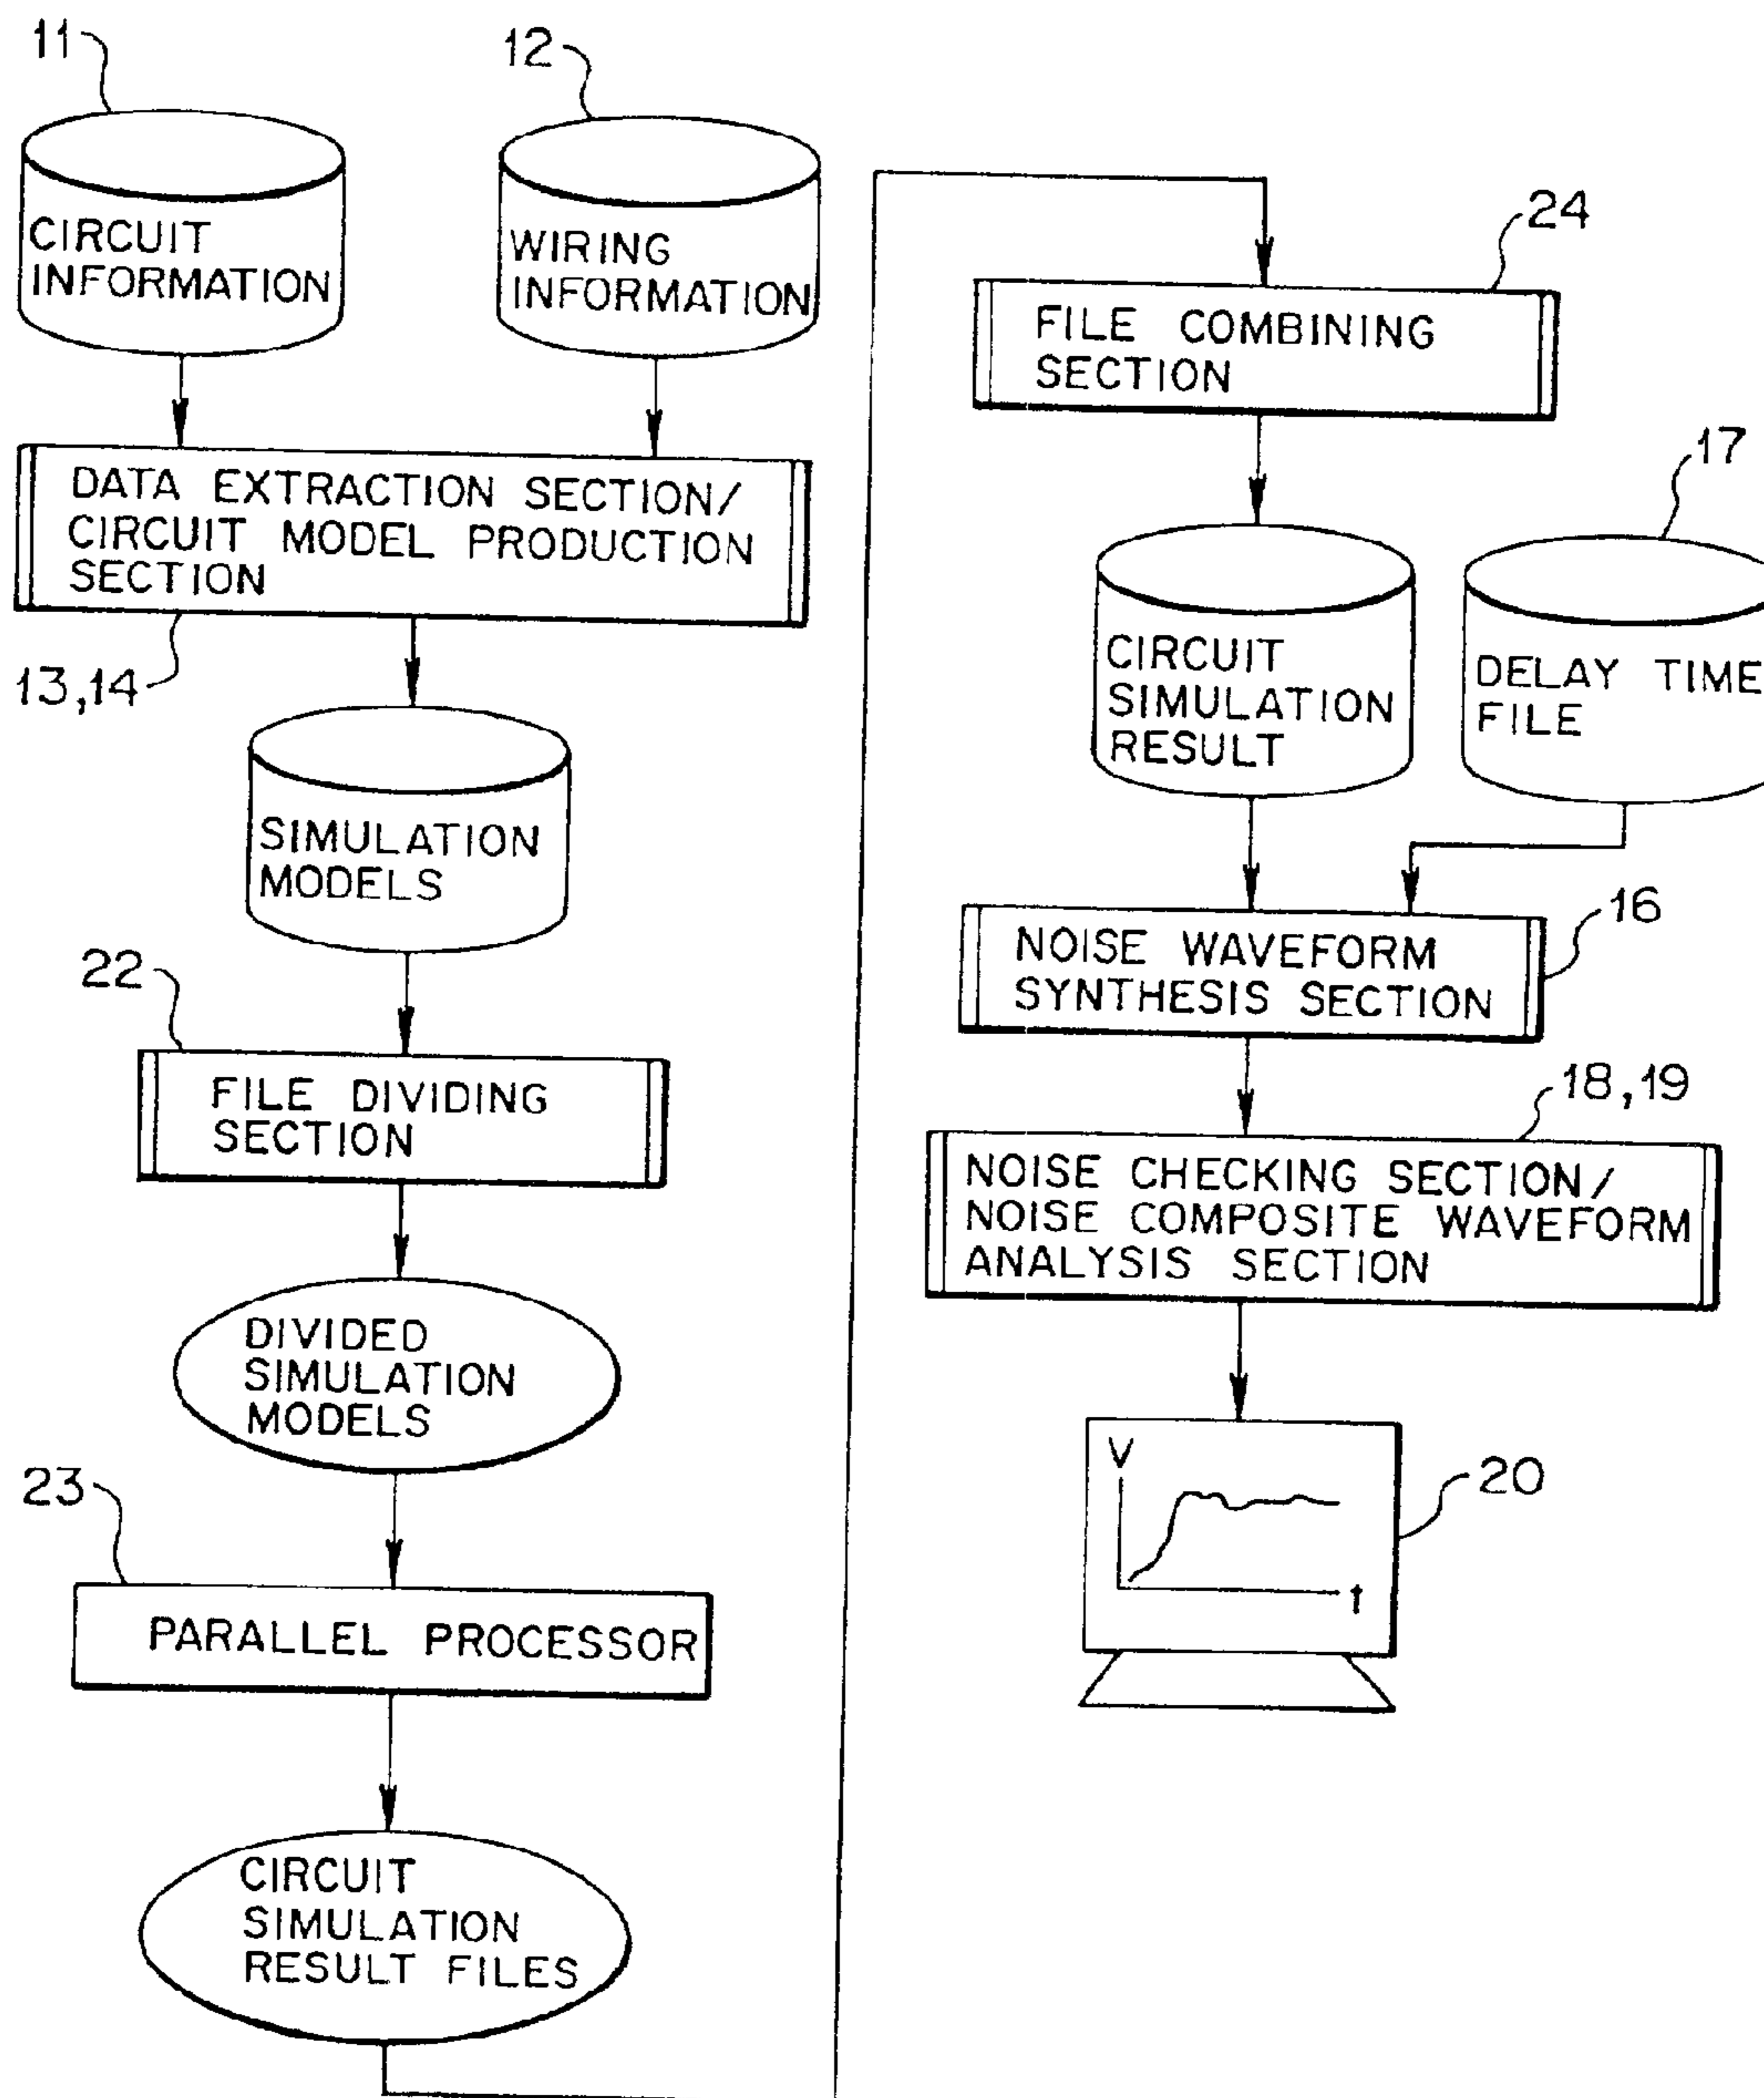 11
12
CIRCUIT
INFORMATION
WIRING
INFORMATION
DATA EXTRACTION SECTION/
CIRCUIT MODEL PRODUCTION
SECTION
13,14
SIMULATION
MODELS
22
FILE DIVIDING
SECTION
DIVIDED
SIMULATION
MODELS
23
PARALLEL PROCESSOR
CIRCUIT
SIMULATION
RESULT FILES
24
FILE COMBINING
SECTION
17
CIRCUIT
SIMULATION
RESULT
DELAY TIME
FILE
16
NOISE WAVEFORM
SYNTHESIS SECTION
18,19
NOISE CHECKING SECTION/
NOISE COMPOSITE WAVEFORM
ANALYSIS SECTION
V
t
20